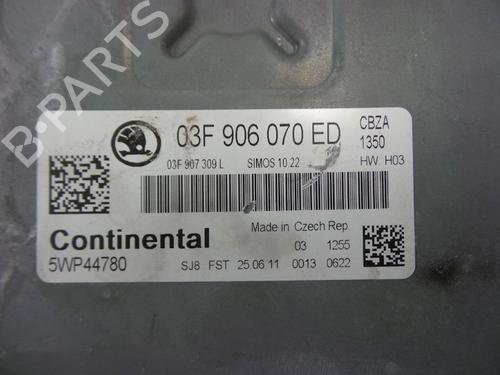 B-PARTS
03F 906 070 ED
CBZA
1350
03F 907 309 L
SIMOS 10.22
HW H03
Continental
5WP44780
Made in Czech Rep.
03 1255
SJ8 FST 25.06.11 0013 0622